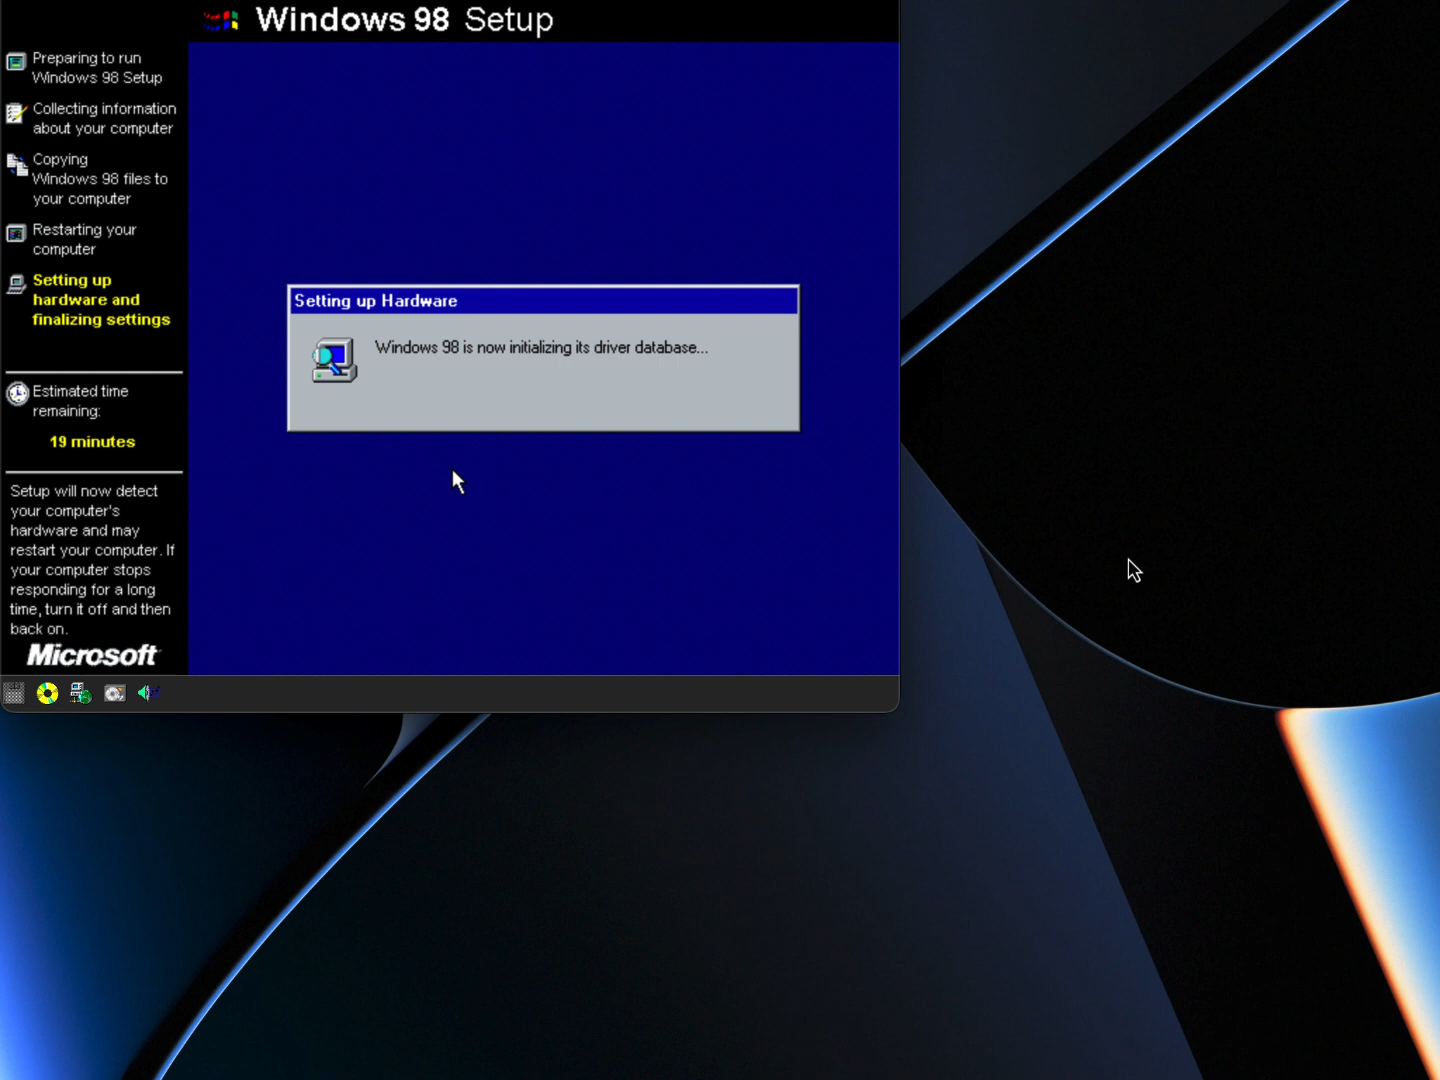 Windows 98 Setup
Preparing to run
Windows 98 Setup
Collecting information
about your computer
Copying
Windows 98 files to
your computer
Restarting your
computer
Setting up
hardware and
finalizing settings
Estimated time
remaining:
19 minutes
Setup will now detect
your computer's
hardware and may
restart your computer. If
your computer stops
responding for a long
time, turn it off and then
back on.
Microsoft
Setting up Hardware
Windows 98 is now initializing its driver database...